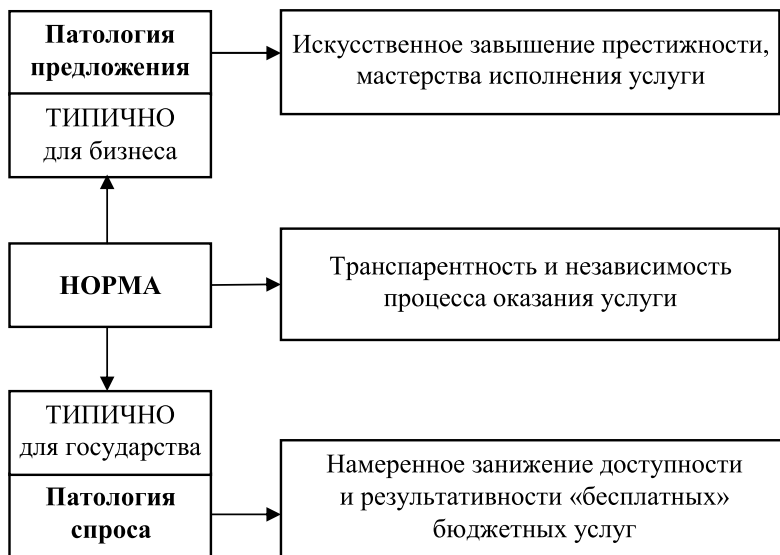 Патология
предложения
ТИПИЧНО
для бизнеса
Искусственное завышение престижности,
мастерства исполнения услуги
НОРМА
Транспарентность и независимость
процесса оказания услуги
ТИПИЧНО
для государства
Патология
спроса
Намеренное занижение доступности
и результативности «бесплатных»
бюджетных услуг